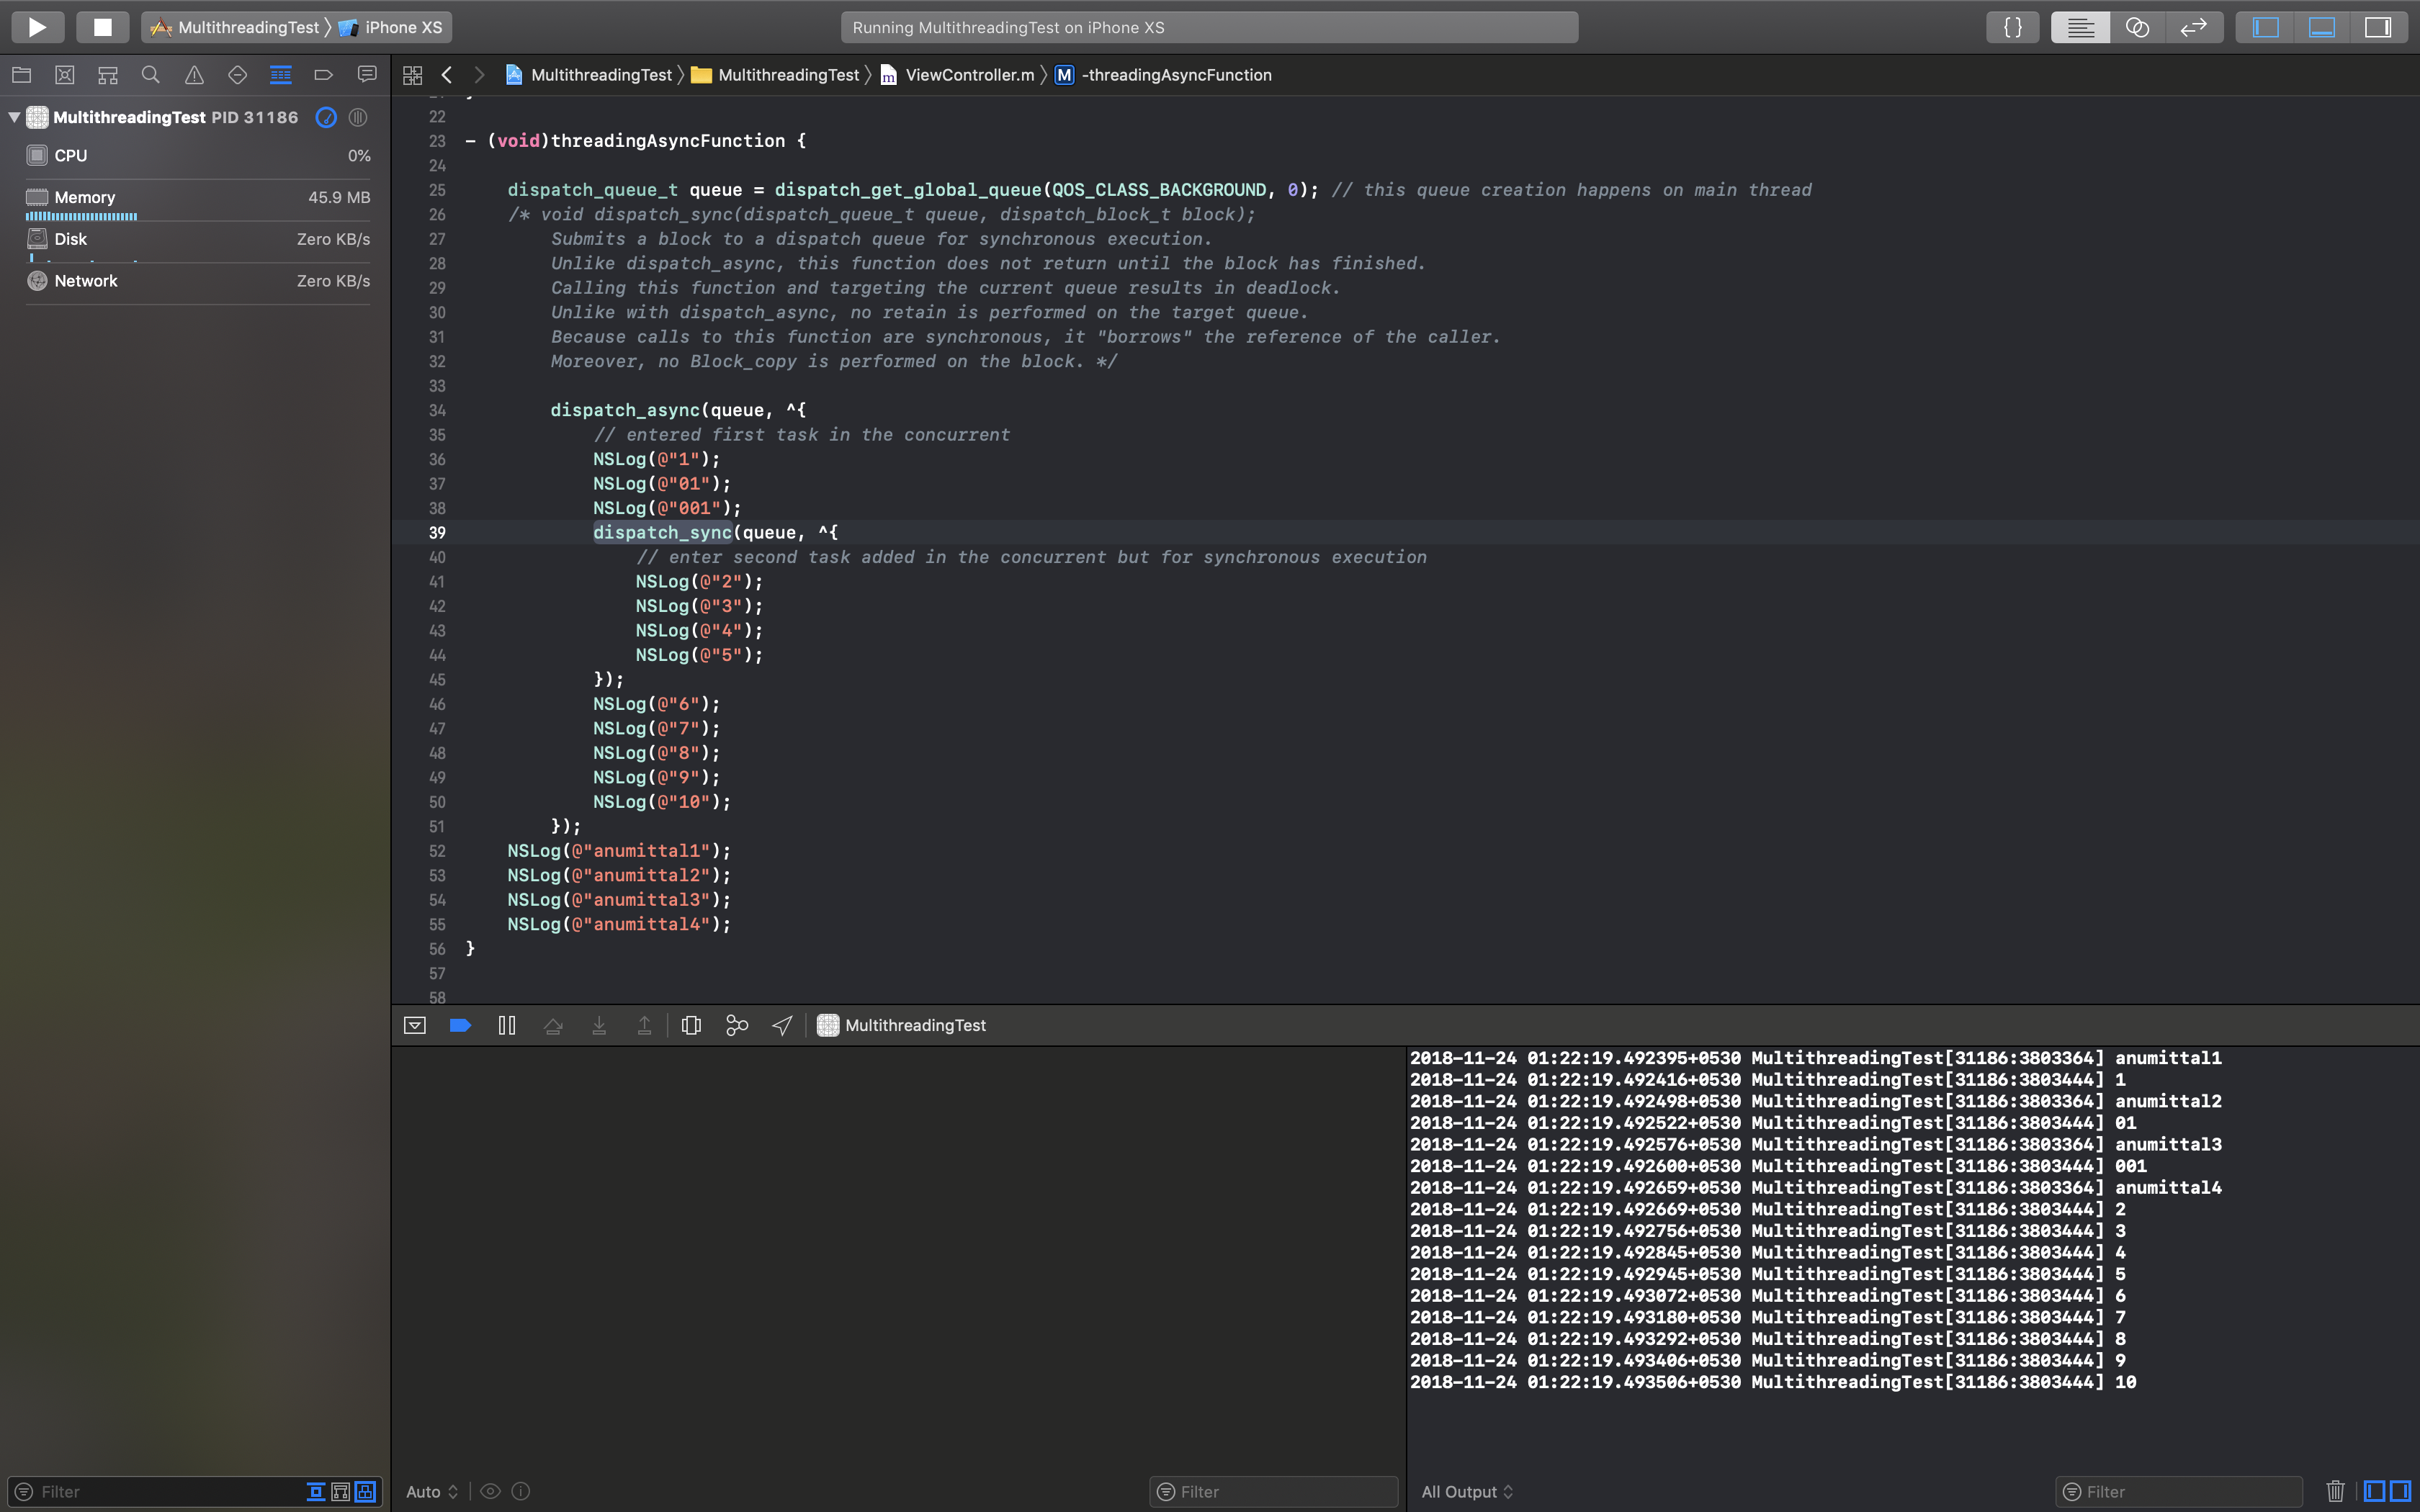 MultithreadingTest 〉 iPhone XS
Running MultithreadingTest on iPhone XS
{}
MultithreadingTest 〉 MultithreadingTest 〉 m ViewController.m 〉 M -threadingAsyncFunction
MultithreadingTest PID 31186
CPU 0%
Memory 45.9 MB
Disk Zero KB/s
Network Zero KB/s
22
23 - (void)threadingAsyncFunction {
24
25 dispatch_queue_t queue = dispatch_get_global_queue(QOS_CLASS_BACKGROUND, 0); // this queue creation happens on main thread
26 /* void dispatch_sync(dispatch_queue_t queue, dispatch_block_t block);
27 Submits a block to a dispatch queue for synchronous execution.
28 Unlike dispatch_async, this function does not return until the block has finished.
29 Calling this function and targeting the current queue results in deadlock.
30 Unlike with dispatch_async, no retain is performed on the target queue.
31 Because calls to this function are synchronous, it "borrows" the reference of the caller.
32 Moreover, no Block_copy is performed on the block. */
33
34 dispatch_async(queue, ^{
35 // entered first task in the concurrent
36 NSLog(@"1");
37 NSLog(@"01");
38 NSLog(@"001");
39 dispatch_sync(queue, ^{
40 // enter second task added in the concurrent but for synchronous execution
41 NSLog(@"2");
42 NSLog(@"3");
43 NSLog(@"4");
44 NSLog(@"5");
45 });
46 NSLog(@"6");
47 NSLog(@"7");
48 NSLog(@"8");
49 NSLog(@"9");
50 NSLog(@"10");
51 });
52 NSLog(@"anumittal1");
53 NSLog(@"anumittal2");
54 NSLog(@"anumittal3");
55 NSLog(@"anumittal4");
56 }
57
58
MultithreadingTest
2018-11-24 01:22:19.492395+0530 MultithreadingTest[31186:3803364] anumittal1
2018-11-24 01:22:19.492416+0530 MultithreadingTest[31186:3803444] 1
2018-11-24 01:22:19.492498+0530 MultithreadingTest[31186:3803364] anumittal2
2018-11-24 01:22:19.492522+0530 MultithreadingTest[31186:3803444] 01
2018-11-24 01:22:19.492576+0530 MultithreadingTest[31186:3803364] anumittal3
2018-11-24 01:22:19.492600+0530 MultithreadingTest[31186:3803444] 001
2018-11-24 01:22:19.492659+0530 MultithreadingTest[31186:3803364] anumittal4
2018-11-24 01:22:19.492669+0530 MultithreadingTest[31186:3803444] 2
2018-11-24 01:22:19.492756+0530 MultithreadingTest[31186:3803444] 3
2018-11-24 01:22:19.492845+0530 MultithreadingTest[31186:3803444] 4
2018-11-24 01:22:19.492945+0530 MultithreadingTest[31186:3803444] 5
2018-11-24 01:22:19.493072+0530 MultithreadingTest[31186:3803444] 6
2018-11-24 01:22:19.493180+0530 MultithreadingTest[31186:3803444] 7
2018-11-24 01:22:19.493292+0530 MultithreadingTest[31186:3803444] 8
2018-11-24 01:22:19.493406+0530 MultithreadingTest[31186:3803444] 9
2018-11-24 01:22:19.493506+0530 MultithreadingTest[31186:3803444] 10
Filter Auto Filter All Output Filter